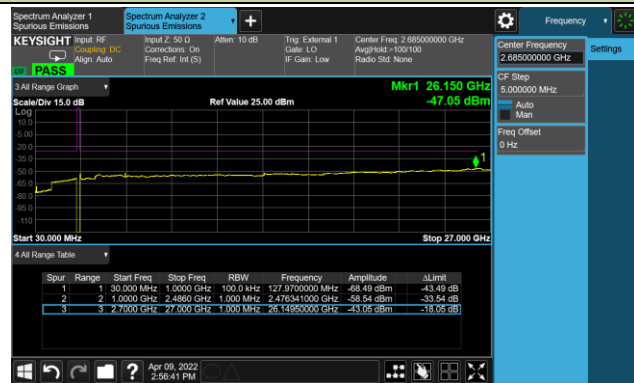 Spectrum Analyzer 1
Spurious Emissions
Spectrum Analyzer 2
Spurious Emissions
Frequency
KEYSIGHT
Input: RF
Coupling: DC
Align: Auto
Input Z: 50 Ω
Corrections: On
Freq Ref: Int (S)
Atten: 10 dB
Trig: External 1
Gate: LO
IF Gain: Low
Center Freq: 2.685000000 GHz
Avg|Hold:>100/100
Radio Std: None
PASS
Center Frequency
2.685000000 GHz
Settings
CF Step
5.000000 MHz
Auto
Man
Freq Offset
0 Hz
3 All Range Graph
Mkr1 26.150 GHz
Scale/Div 15.0 dB
Ref Value 25.00 dBm
-47.05 dBm
Log
10.0
-5.00
-20.0
-35.0
-50.0
-65.0
-80.0
-95.0
-110
1
Start 30.000 MHz
Stop 27.000 GHz
4 All Range Table
Spur Range Start Freq Stop Freq RBW Frequency Amplitude ΔLimit
1 1 30.000 MHz 1.0000 GHz 100.0 kHz 127.9700000 MHz -68.49 dBm -43.49 dB
2 2 1.0000 GHz 2.4860 GHz 1.000 MHz 2.476341000 GHz -58.54 dBm -33.54 dB
3 3 2.7000 GHz 27.000 GHz 1.000 MHz 26.14950000 GHz -43.05 dBm -18.05 dB
?
Apr 09, 2022
2:56:41 PM